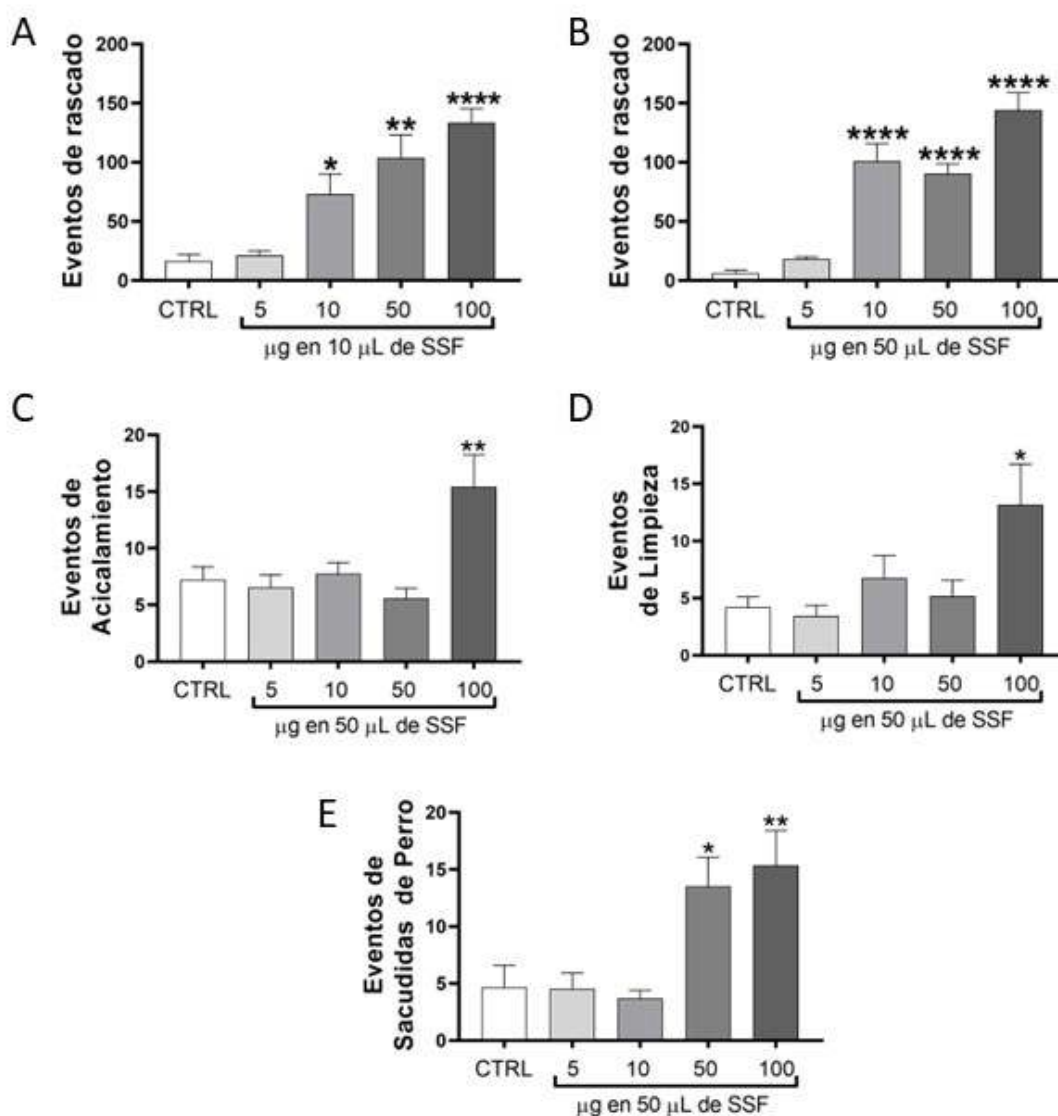 A
Eventos de rascado
200
150
100
50
0
*
**
****
CTRL 5 10 50 100
μg en 10 μL de SSF
B
Eventos de rascado
200
150
100
50
0
****
****
****
CTRL 5 10 50 100
μg en 50 μL de SSF
C
Eventos de
Acicalamiento
20
15
10
5
0
**
CTRL 5 10 50 100
μg en 50 μL de SSF
D
Eventos
de Limpieza
20
15
10
5
0
*
CTRL 5 10 50 100
μg en 50 μL de SSF
E
Eventos de
Sacudidas de Perro
20
15
10
5
0
*
**
CTRL 5 10 50 100
μg en 50 μL de SSF